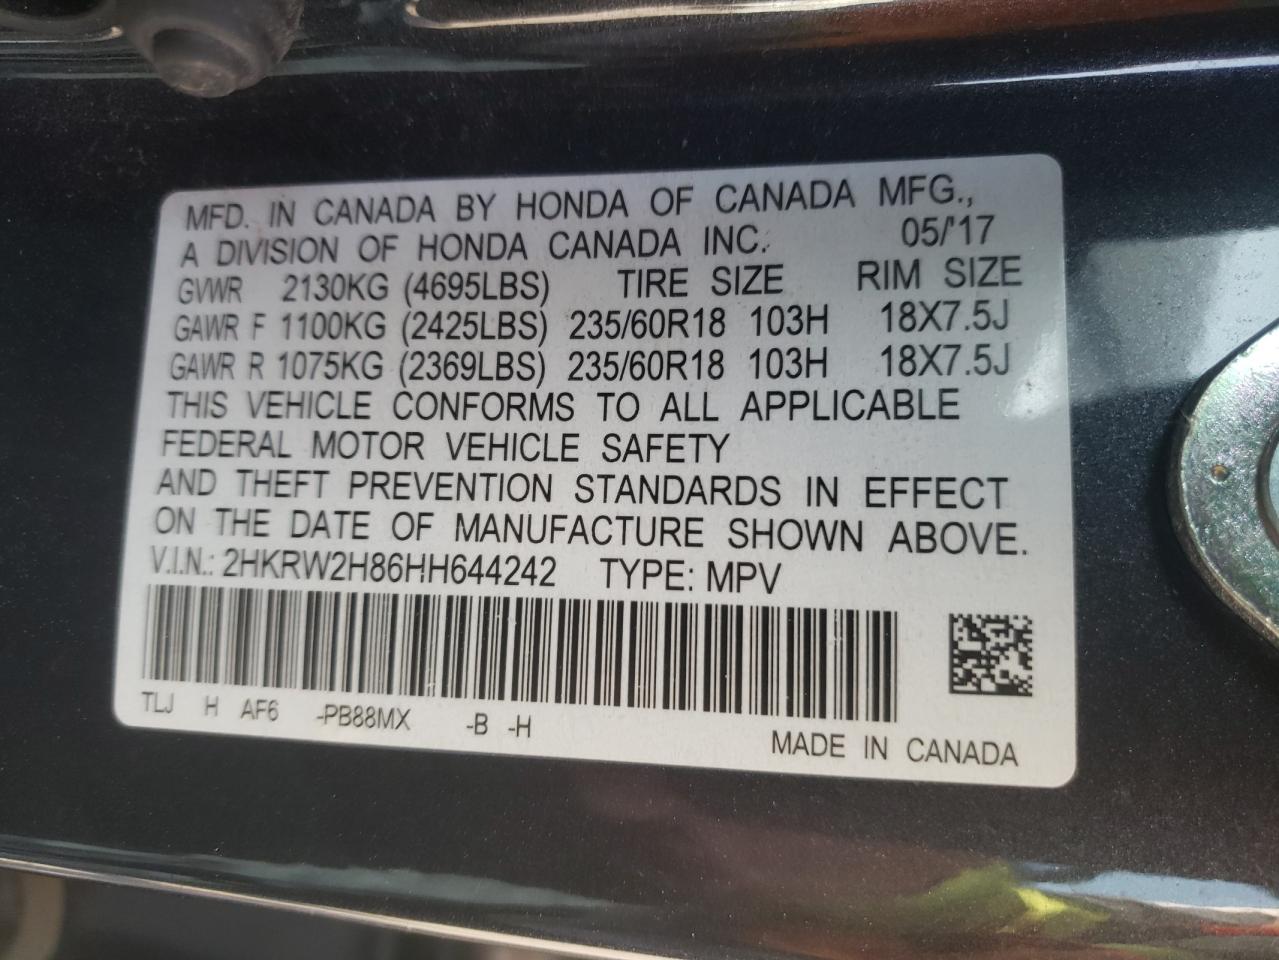 MFD. IN CANADA BY HONDA OF CANADA MFG.,
A DIVISION OF HONDA CANADA INC. 05/'17
GVWR 2130KG (4695LBS) TIRE SIZE RIM SIZE
GAWR F 1100KG (2425LBS) 235/60R18 103H 18X7.5J
GAWR R 1075KG (2369LBS) 235/60R18 103H 18X7.5J
THIS VEHICLE CONFORMS TO ALL APPLICABLE
FEDERAL MOTOR VEHICLE SAFETY
AND THEFT PREVENTION STANDARDS IN EFFECT
ON THE DATE OF MANUFACTURE SHOWN ABOVE.
V.I.N.: 2HKRW2H86HH644242 TYPE: MPV
TLJ H AF6 -PB88MX -B -H
MADE IN CANADA